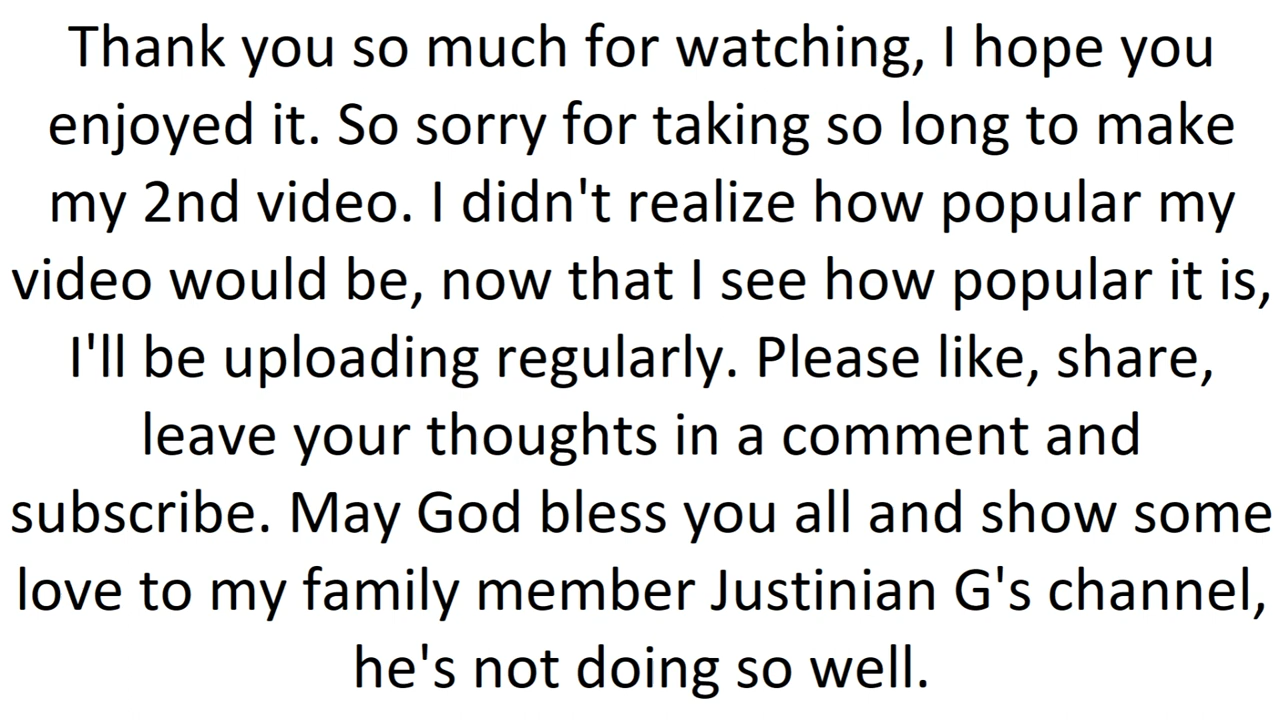 Thank you so much for watching, I hope you
enjoyed it. So sorry for taking so long to make
my 2nd video. I didn't realize how popular my
video would be, now that I see how popular it is,
I'll be uploading regularly. Please like, share,
leave your thoughts in a comment and
subscribe. May God bless you all and show some
love to my family member Justinian G's channel,
he's not doing so well.